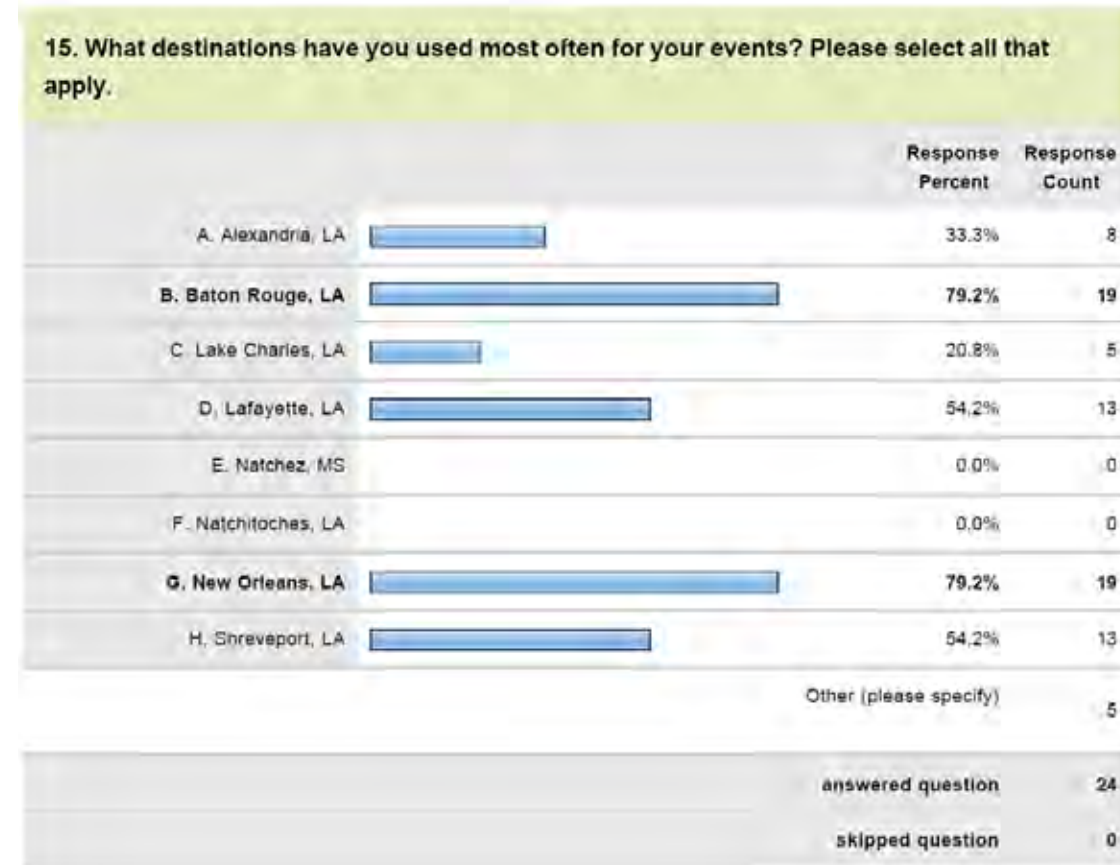 15. What destinations have you used most often for your events? Please select all that
apply.
Response Response
Percent Count
A. Alexandria, LA 33.3% 8
B. Baton Rouge, LA 79.2% 19
C. Lake Charles, LA 20.8% 5
D. Lafayette, LA 54.2% 13
E. Natchez, MS 0.0% 0
F. Natchitoches, LA 0.0% 0
G. New Orleans, LA 79.2% 19
H. Shreveport, LA 54.2% 13
Other (please specify) 5
answered question 24
skipped question 0